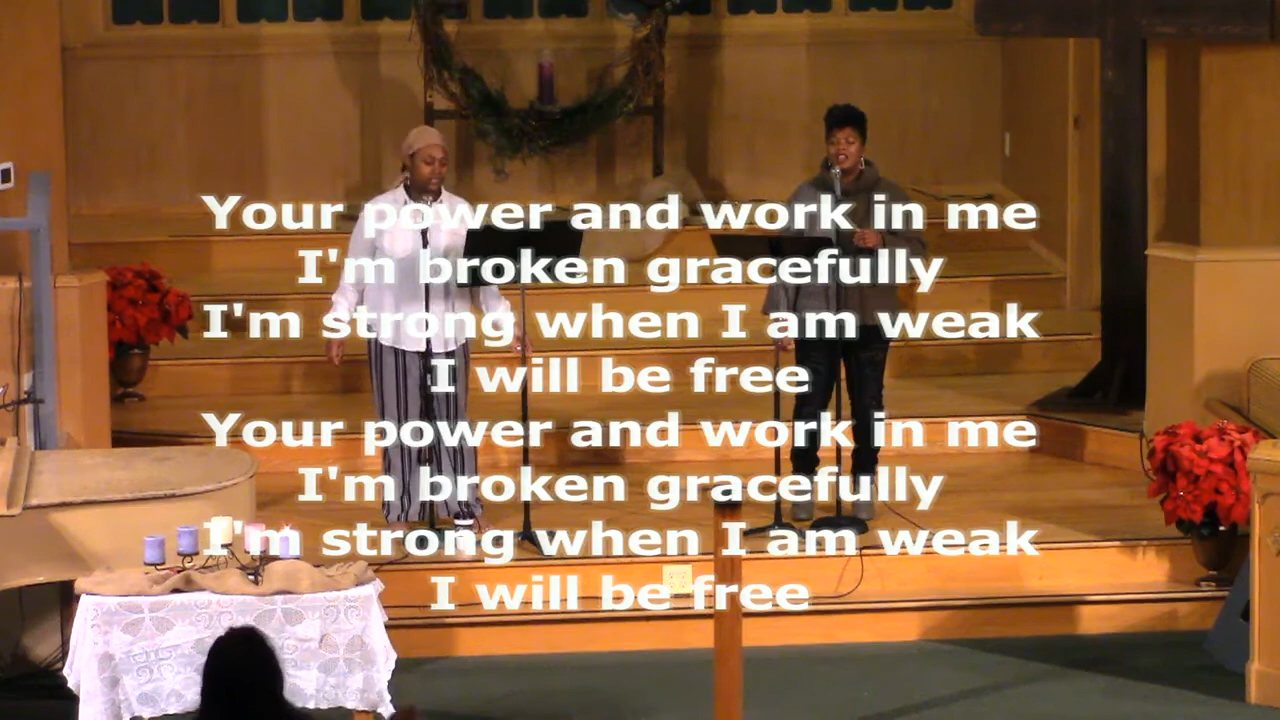 Your power and work in me
I'm broken gracefully
I'm strong when I am weak
I will be free
Your power and work in me
I'm broken gracefully
I'm strong when I am weak
I will be free